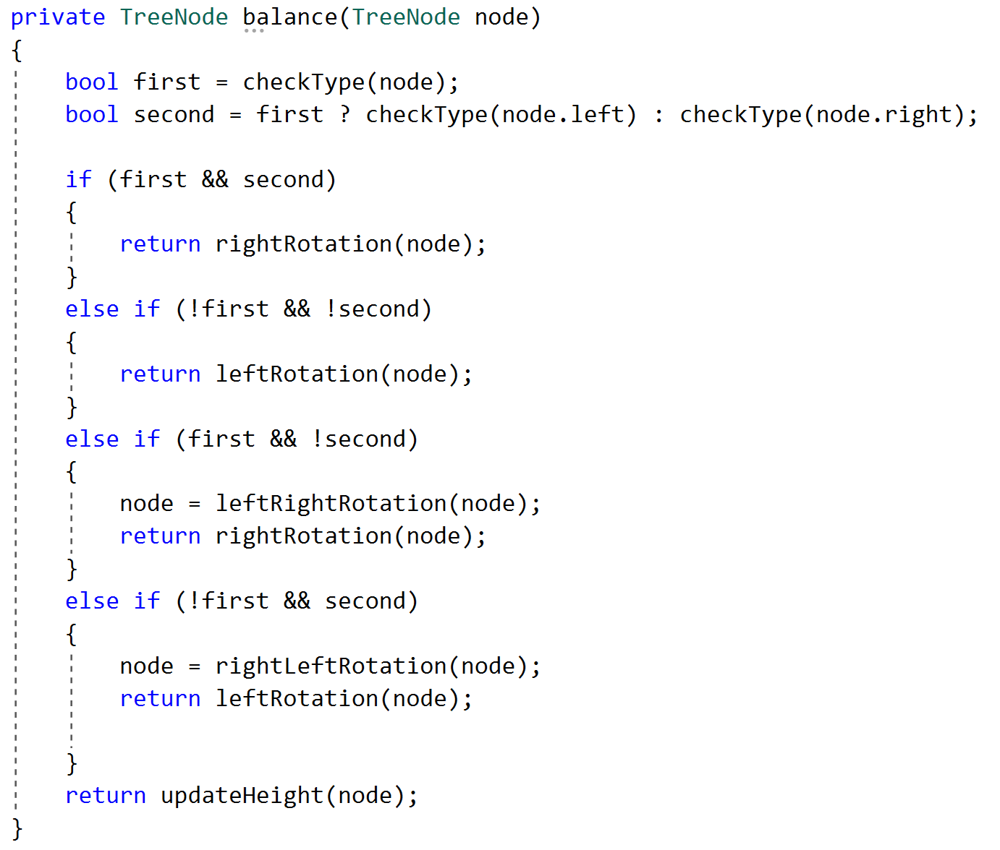 private TreeNode balance(TreeNode node)
{
    bool first = checkType(node);
    bool second = first ? checkType(node.left) : checkType(node.right);

    if (first && second)
    {
        return rightRotation(node);
    }
    else if (!first && !second)
    {
        return leftRotation(node);
    }
    else if (first && !second)
    {
        node = leftRightRotation(node);
        return rightRotation(node);
    }
    else if (!first && second)
    {
        node = rightLeftRotation(node);
        return leftRotation(node);

    }
    return updateHeight(node);
}